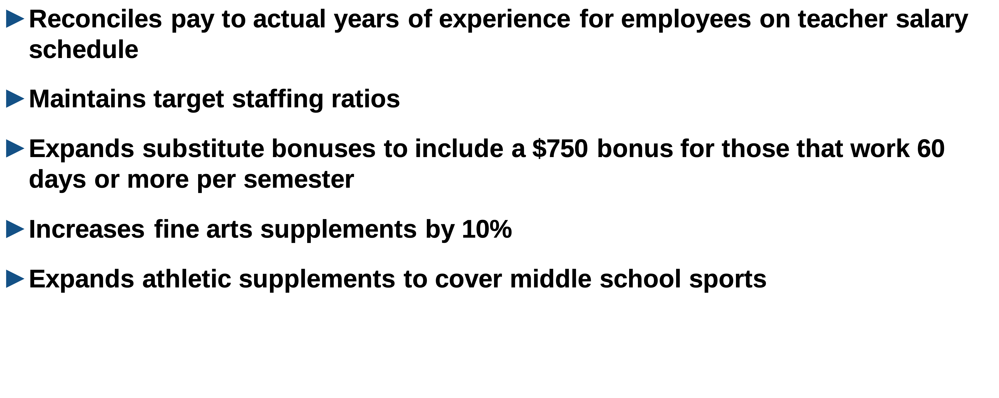 Reconciles pay to actual years of experience for employees on teacher salary
schedule
Maintains target staffing ratios
Expands substitute bonuses to include a $750 bonus for those that work 60
days or more per semester
Increases fine arts supplements by 10%
Expands athletic supplements to cover middle school sports